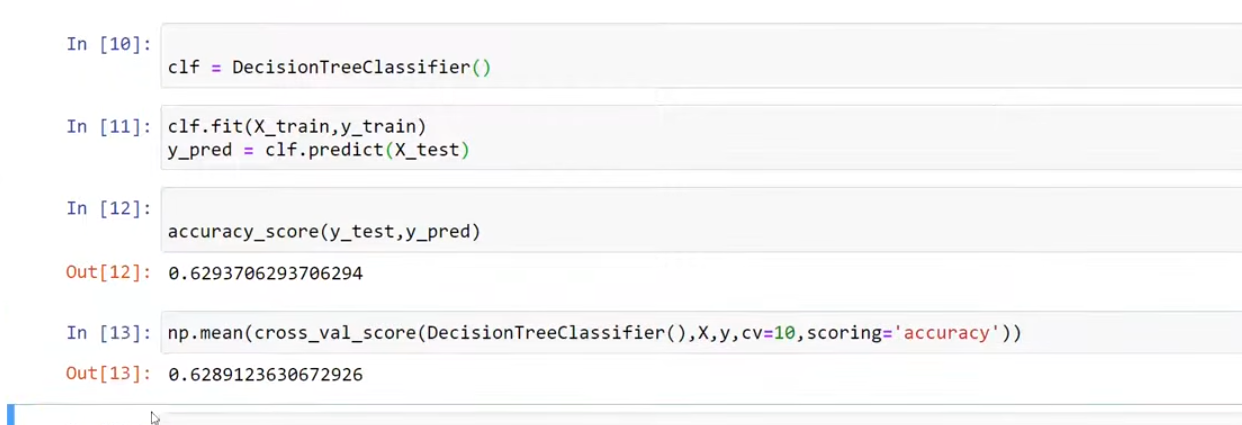 In [10]:
clf = DecisionTreeClassifier()
In [11]: clf.fit(X_train,y_train)
y_pred = clf.predict(X_test)
In [12]:
accuracy_score(y_test,y_pred)
Out[12]: 0.6293706293706294
In [13]: np.mean(cross_val_score(DecisionTreeClassifier(),X,y,cv=10,scoring='accuracy'))
Out[13]: 0.6289123630672926